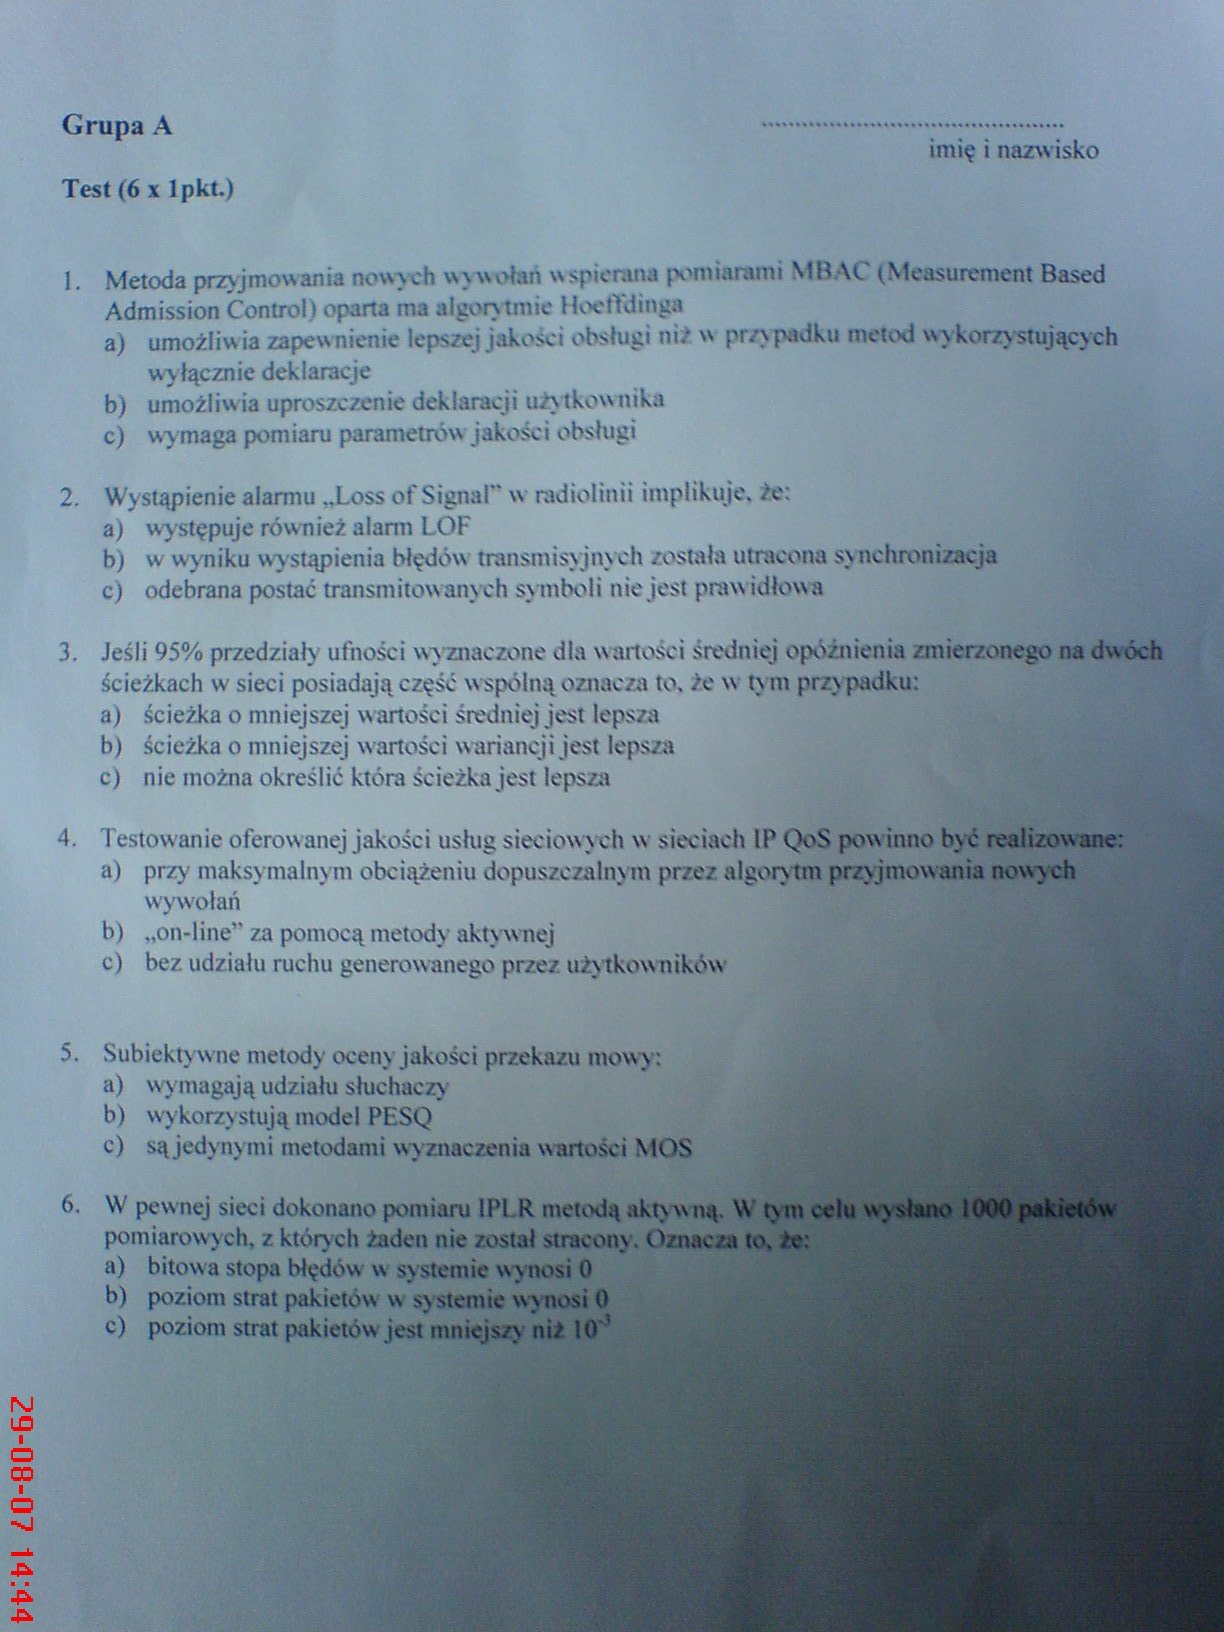 Grupa A
..............................................
imię i nazwisko
Test (6 x 1pkt.)
1. Metoda przyjmowania nowych wywołań wspierana pomiarami MBAC (Measurement Based
Admission Control) oparta ma algorytmie Hoeffdinga
a) umożliwia zapewnienie lepszej jakości obsługi niż w przypadku metod wykorzystujących
wyłącznie deklaracje
b) umożliwia uproszczenie deklaracji użytkownika
c) wymaga pomiaru parametrów jakości obsługi
2. Wystąpienie alarmu „Loss of Signal” w radiolinii implikuje, że:
a) występuje również alarm LOF
b) w wyniku wystąpienia błędów transmisyjnych została utracona synchronizacja
c) odebrana postać transmitowanych symboli nie jest prawidłowa
3. Jeśli 95% przedziały ufności wyznaczone dla wartości średniej opóźnienia zmierzonego na dwóch
ścieżkach w sieci posiadają część wspólną oznacza to, że w tym przypadku:
a) ścieżka o mniejszej wartości średniej jest lepsza
b) ścieżka o mniejszej wartości wariancji jest lepsza
c) nie można określić która ścieżka jest lepsza
4. Testowanie oferowanej jakości usług sieciowych w sieciach IP QoS powinno być realizowane:
a) przy maksymalnym obciążeniu dopuszczalnym przez algorytm przyjmowania nowych
wywołań
b) „on-line” za pomocą metody aktywnej
c) bez udziału ruchu generowanego przez użytkowników
5. Subiektywne metody oceny jakości przekazu mowy:
a) wymagają udziału słuchaczy
b) wykorzystują model PESQ
c) są jedynymi metodami wyznaczenia wartości MOS
6. W pewnej sieci dokonano pomiaru IPLR metodą aktywną. W tym celu wysłano 1000 pakietów
pomiarowych, z których żaden nie został stracony. Oznacza to, że:
a) bitowa stopa błędów w systemie wynosi 0
b) poziom strat pakietów w systemie wynosi 0
c) poziom strat pakietów jest mniejszy niż 10⁻³
29-08-07 14:44